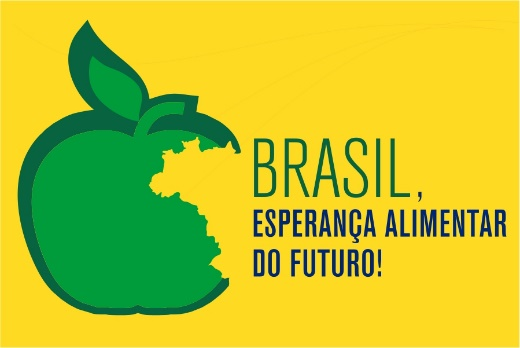 BRASIL,
ESPERANÇA ALIMENTAR
DO FUTURO!